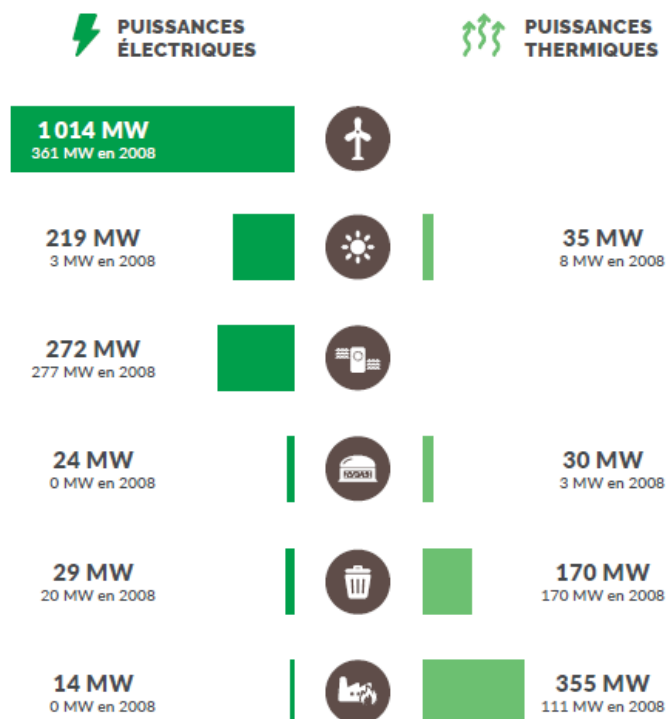 PUISSANCES
ÉLECTRIQUES
PUISSANCES
THERMIQUES
1 014 MW
361 MW en 2008
219 MW
3 MW en 2008
35 MW
8 MW en 2008
272 MW
277 MW en 2008
24 MW
0 MW en 2008
30 MW
3 MW en 2008
29 MW
20 MW en 2008
170 MW
170 MW en 2008
14 MW
0 MW en 2008
355 MW
111 MW en 2008